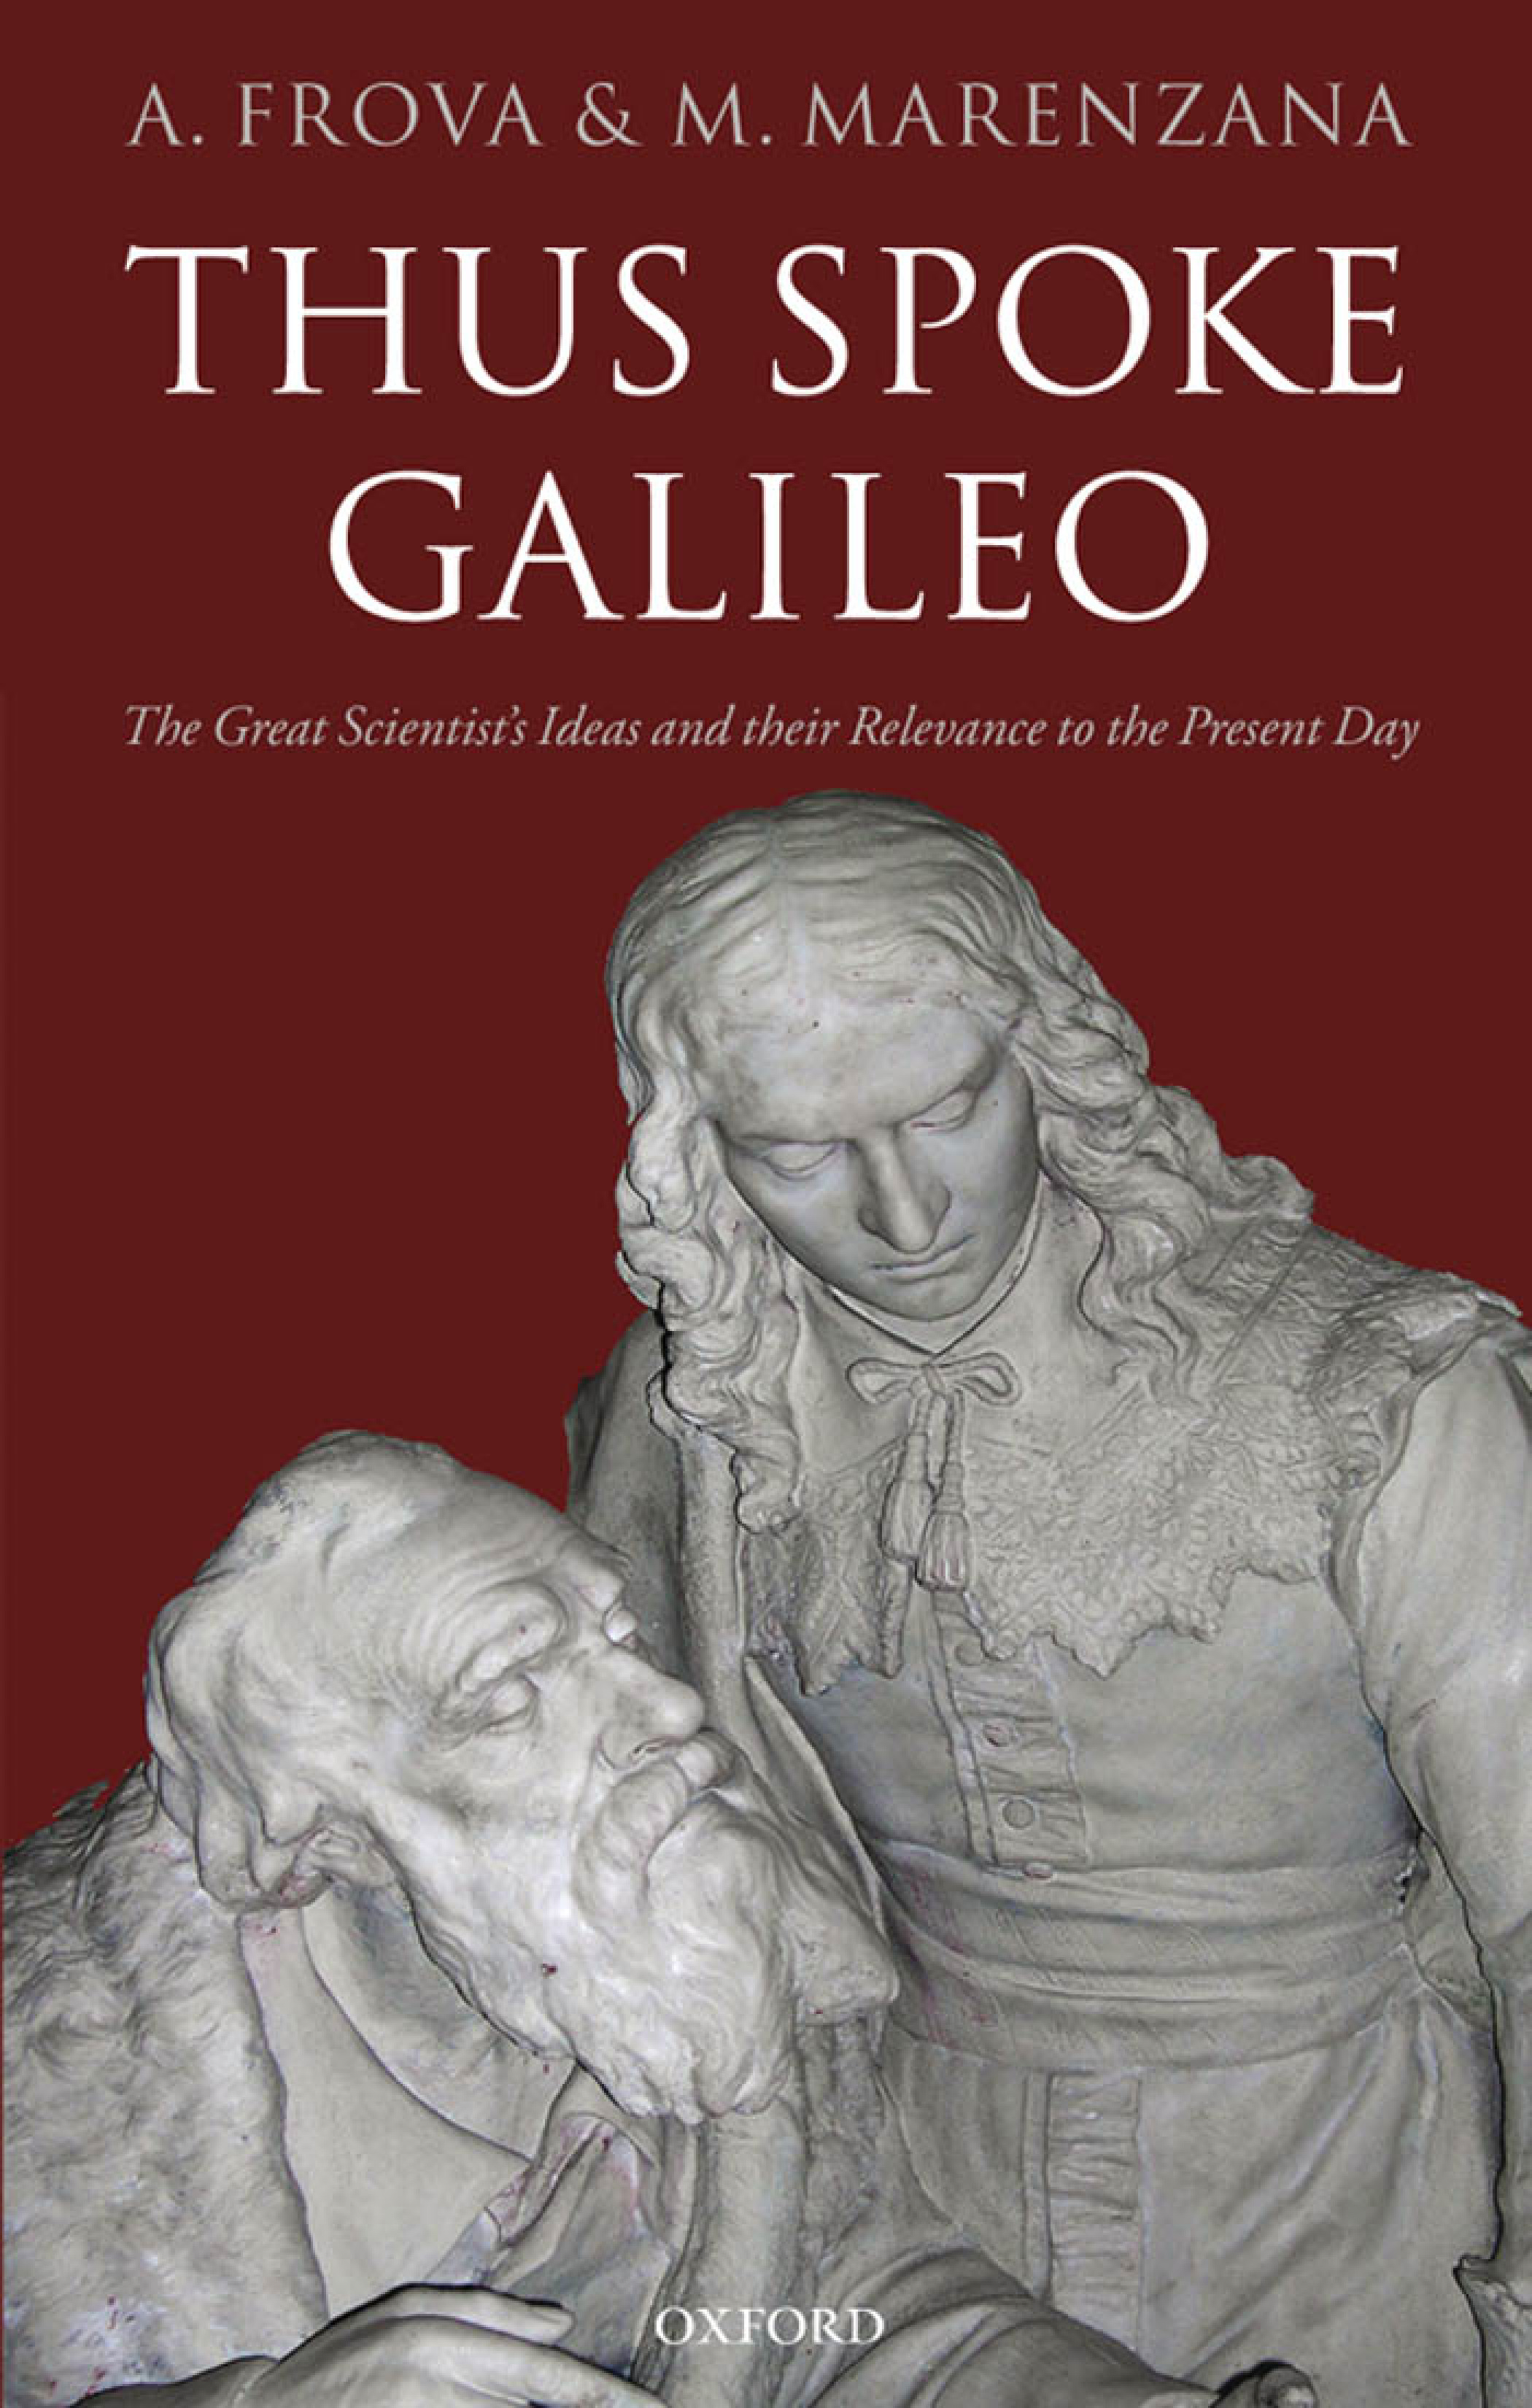 A. FROVA & M. MARENZANA
THUS SPOKE
GALILEO
The Great Scientist's Ideas and their Relevance to the Present Day
OXFORD